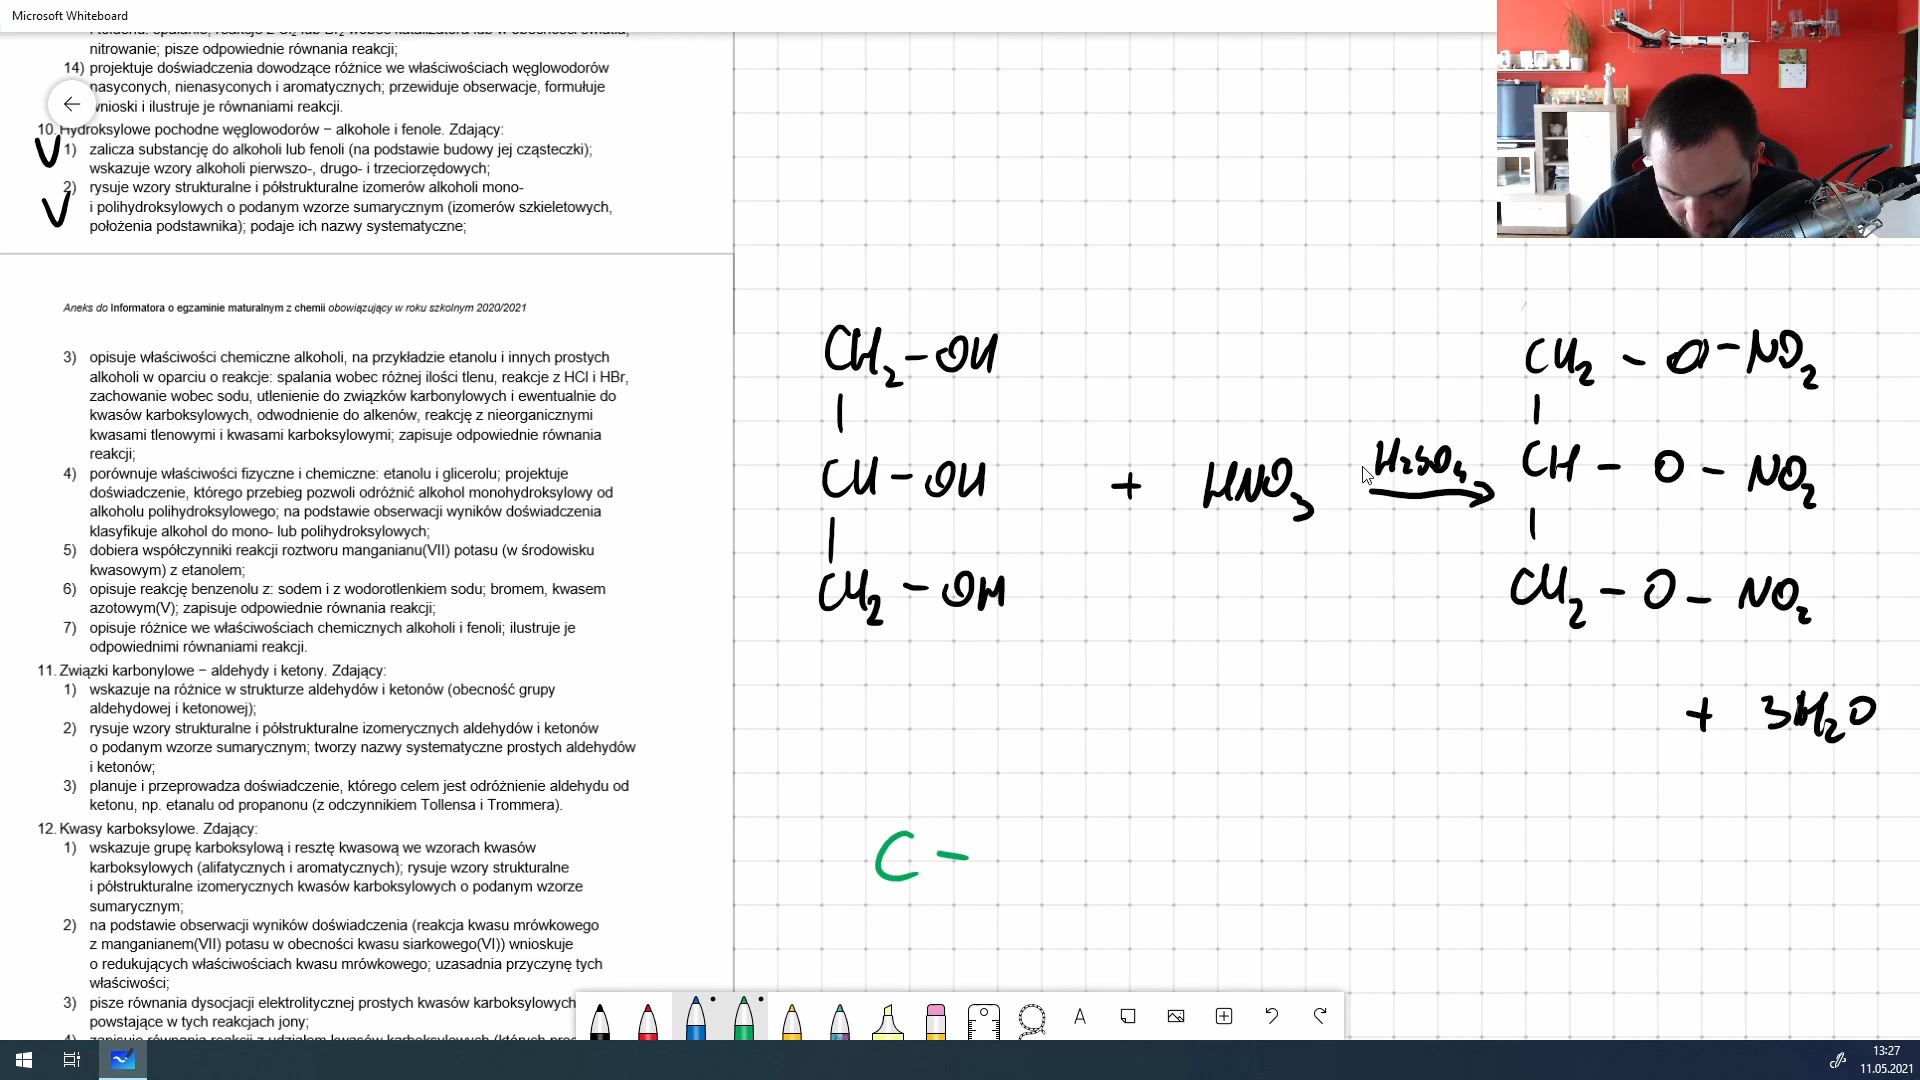 Microsoft Whiteboard
nitrowanie; pisze odpowiednie równania reakcji;
14) projektuje doświadczenia dowodzące różnice we właściwościach węglowodorów
nasyconych, nienasyconych i aromatycznych; przewiduje obserwacje, formułuje
wnioski i ilustruje je równaniami reakcji.
10. Hydroksylowe pochodne węglowodorów − alkohole i fenole. Zdający:
1) zalicza substancję do alkoholi lub fenoli (na podstawie budowy jej cząsteczki);
wskazuje wzory alkoholi pierwszo-, drugo- i trzeciorzędowych;
2) rysuje wzory strukturalne i półstrukturalne izomerów alkoholi mono-
i polihydroksylowych o podanym wzorze sumarycznym (izomerów szkieletowych,
położenia podstawnika); podaje ich nazwy systematyczne;
Aneks do Informatora o egzaminie maturalnym z chemii obowiązujący w roku szkolnym 2020/2021
3) opisuje właściwości chemiczne alkoholi, na przykładzie etanolu i innych prostych
alkoholi w oparciu o reakcje: spalania wobec różnej ilości tlenu, reakcje z HCl i HBr,
zachowanie wobec sodu, utlenienie do związków karbonylowych i ewentualnie do
kwasów karboksylowych, odwodnienie do alkenów, reakcję z nieorganicznymi
kwasami tlenowymi i kwasami karboksylowymi; zapisuje odpowiednie równania
reakcji;
4) porównuje właściwości fizyczne i chemiczne: etanolu i glicerolu; projektuje
doświadczenie, którego przebieg pozwoli odróżnić alkohol monohydroksylowy od
alkoholu polihydroksylowego; na podstawie obserwacji wyników doświadczenia
klasyfikuje alkohol do mono- lub polihydroksylowych;
5) dobiera współczynniki reakcji roztworu manganianu(VII) potasu (w środowisku
kwasowym) z etanolem;
6) opisuje reakcję benzenolu z: sodem i z wodorotlenkiem sodu; bromem, kwasem
azotowym(V); zapisuje odpowiednie równania reakcji;
7) opisuje różnice we właściwościach chemicznych alkoholi i fenoli; ilustruje je
odpowiednimi równaniami reakcji.
11. Związki karbonylowe − aldehydy i ketony. Zdający:
1) wskazuje na różnice w strukturze aldehydów i ketonów (obecność grupy
aldehydowej i ketonowej);
2) rysuje wzory strukturalne i półstrukturalne izomerycznych aldehydów i ketonów
o podanym wzorze sumarycznym; tworzy nazwy systematyczne prostych aldehydów
i ketonów;
3) planuje i przeprowadza doświadczenie, którego celem jest odróżnienie aldehydu od
ketonu, np. etanalu od propanonu (z odczynnikiem Tollensa i Trommera).
12. Kwasy karboksylowe. Zdający:
1) wskazuje grupę karboksylową i resztę kwasową we wzorach kwasów
karboksylowych (alifatycznych i aromatycznych); rysuje wzory strukturalne
i półstrukturalne izomerycznych kwasów karboksylowych o podanym wzorze
sumarycznym;
2) na podstawie obserwacji wyników doświadczenia (reakcja kwasu mrówkowego
z manganianem(VII) potasu w obecności kwasu siarkowego(VI)) wnioskuje
o redukujących właściwościach kwasu mrówkowego; uzasadnia przyczynę tych
właściwości;
3) pisze równania dysocjacji elektrolitycznej prostych kwasów karboksylowych
powstające w tych reakcjach jony;
CH2 – OH
CH – OH
CH2 – OH
+ HNO3
H2SO4
CH2 – O – NO2
CH – O – NO2
CH2 – O – NO2
+ 3H2O
C –
A
13:27
11.05.2021